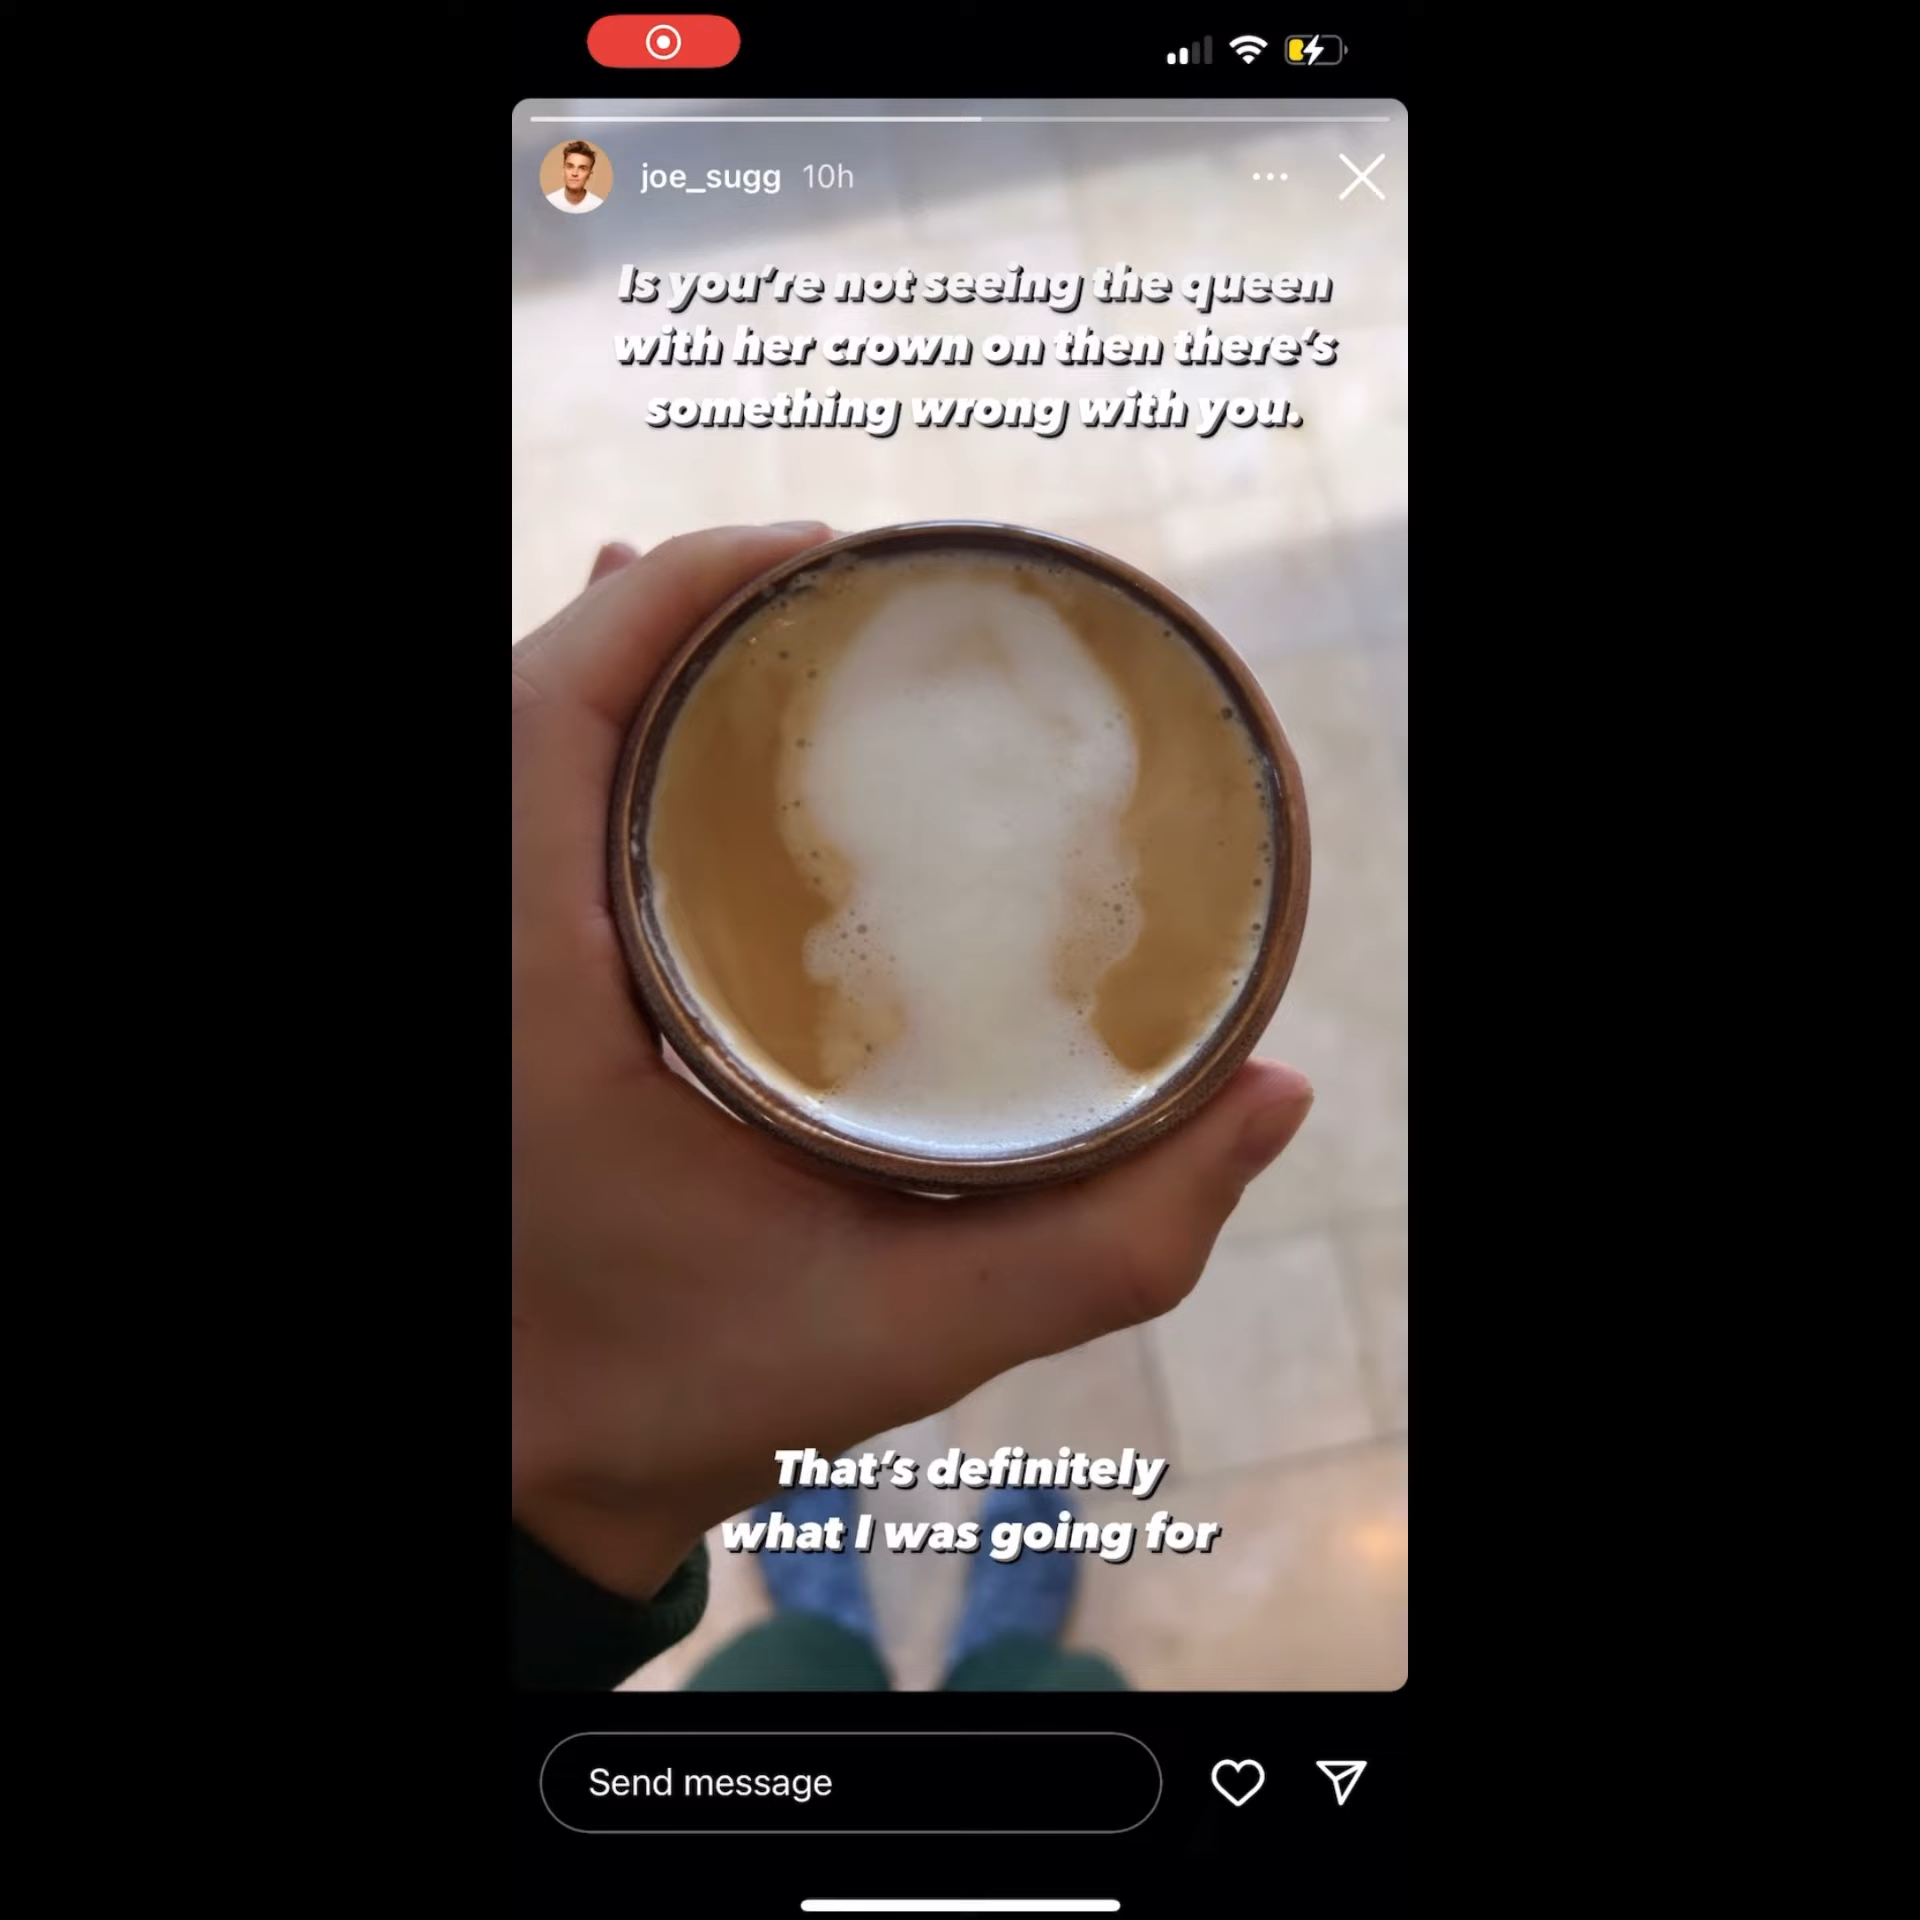 joe_sugg 10h
Is you're not seeing the queen
with her crown on then there's
something wrong with you.
That's definitely
what I was going for
Send message